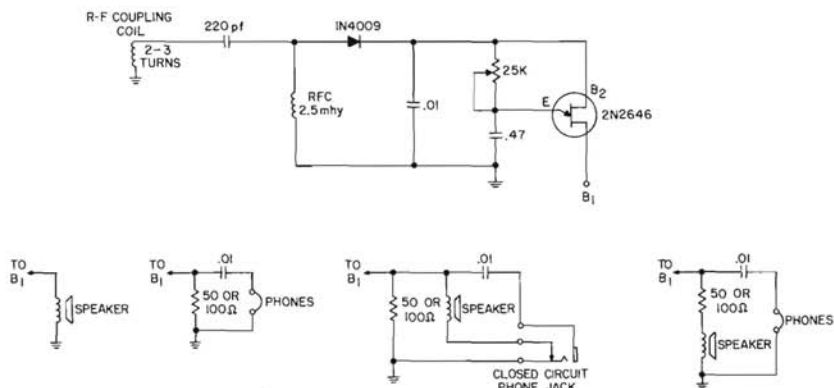 R-F COUPLING
COIL
2-3
TURNS
220 pf
1N4009
RFC
2.5 mhy
.01
25K
.47
E
B2
2N2646
B1
TO
B1
SPEAKER
TO
B1
.01
50 OR
100Ω
PHONES
TO
B1
.01
50 OR
100Ω
SPEAKER
CLOSED CIRCUIT
PHONE JACK
TO
B1
.01
50 OR
100Ω
SPEAKER
PHONES